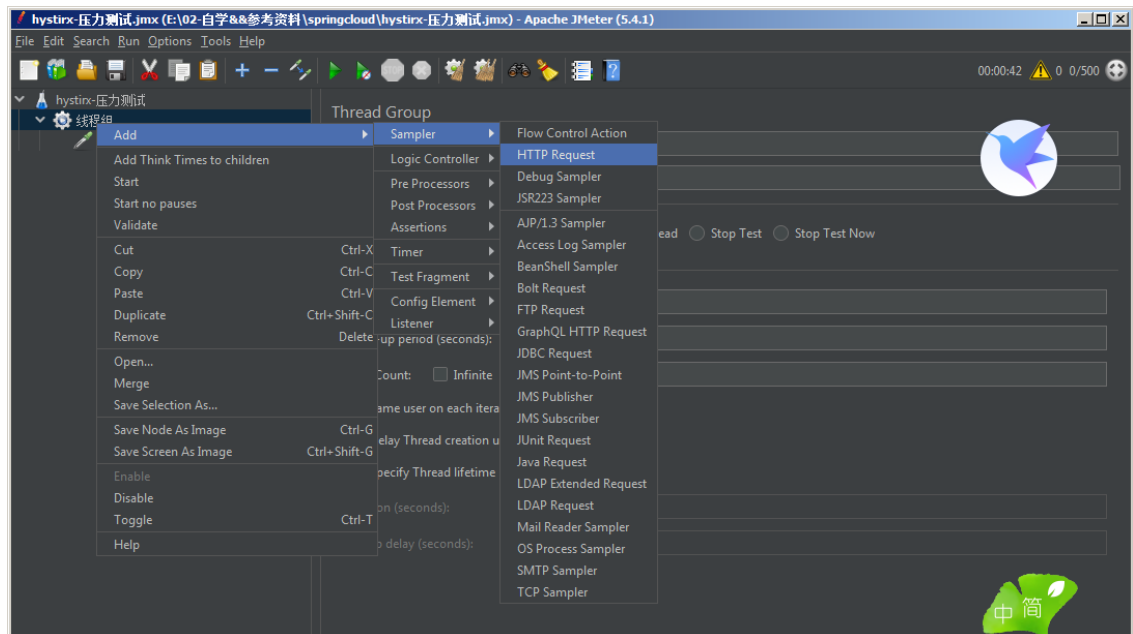 hystirx-压力测试.jmx (E:\02-自学&&参考资料\springcloud\hystirx-压力测试.jmx) - Apache JMeter (5.4.1)
File Edit Search Run Options Tools Help
00:00:42 0 0/500
hystirx-压力测试
线程组
Thread Group
Add
Add Think Times to children
Start
Start no pauses
Validate
Cut Ctrl-X
Copy Ctrl-C
Paste Ctrl-V
Duplicate Ctrl+Shift-C
Remove Delete
Open...
Merge
Save Selection As...
Save Node As Image Ctrl-G
Save Screen As Image Ctrl+Shift-G
Enable
Disable
Toggle Ctrl-T
Help
Sampler
Logic Controller
Pre Processors
Post Processors
Assertions
Timer
Test Fragment
Config Element
Listener
Flow Control Action
HTTP Request
Debug Sampler
JSR223 Sampler
AJP/1.3 Sampler
Access Log Sampler
BeanShell Sampler
Bolt Request
FTP Request
GraphQL HTTP Request
JDBC Request
JMS Point-to-Point
JMS Publisher
JMS Subscriber
JUnit Request
Java Request
LDAP Extended Request
LDAP Request
Mail Reader Sampler
OS Process Sampler
SMTP Sampler
TCP Sampler
ead Stop Test Stop Test Now
-up period (seconds):
Count: Infinite
ame user on each itera
elay Thread creation u
pecify Thread lifetime
on (seconds):
p delay (seconds):
中 简